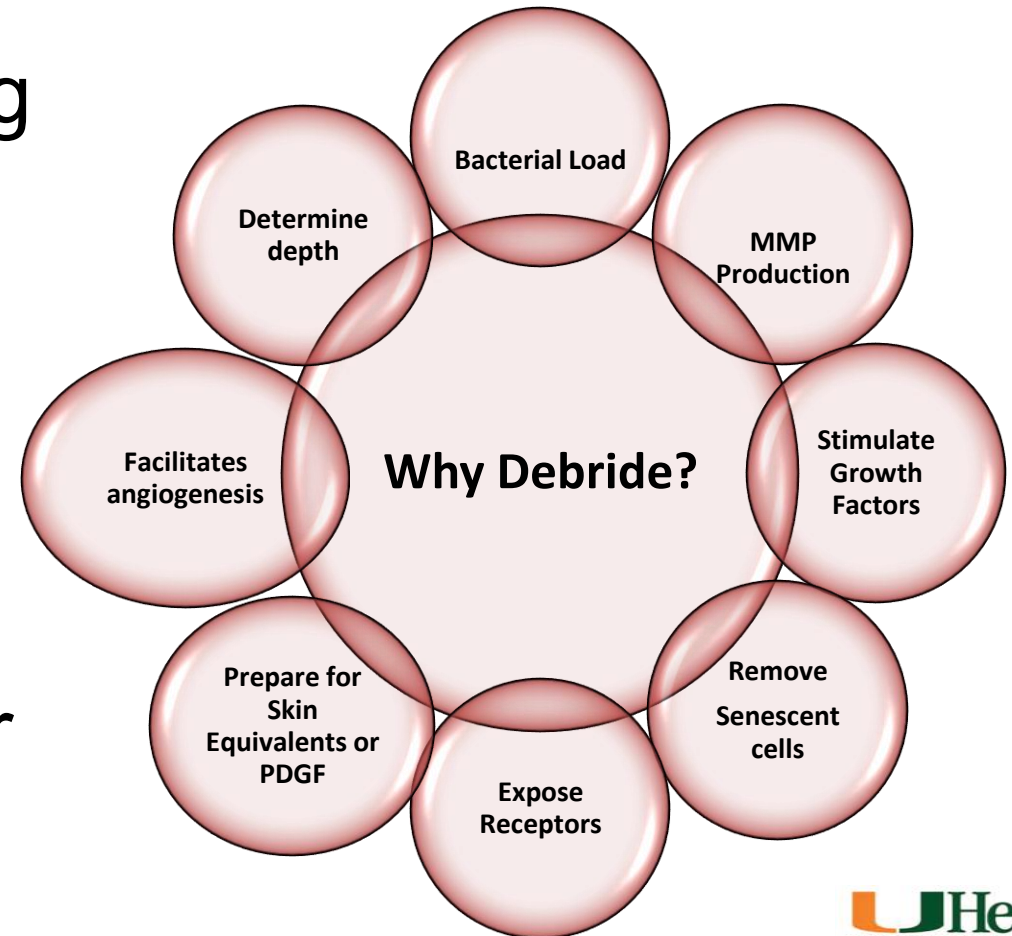 g
Bacterial Load
Determine
depth
MMP
Production
Facilitates
angiogenesis
Why Debride?
Stimulate
Growth
Factors
Prepare for
Skin
Equivalents or
PDGF
Remove
Senescent
cells
Expose
Receptors
r
UHe